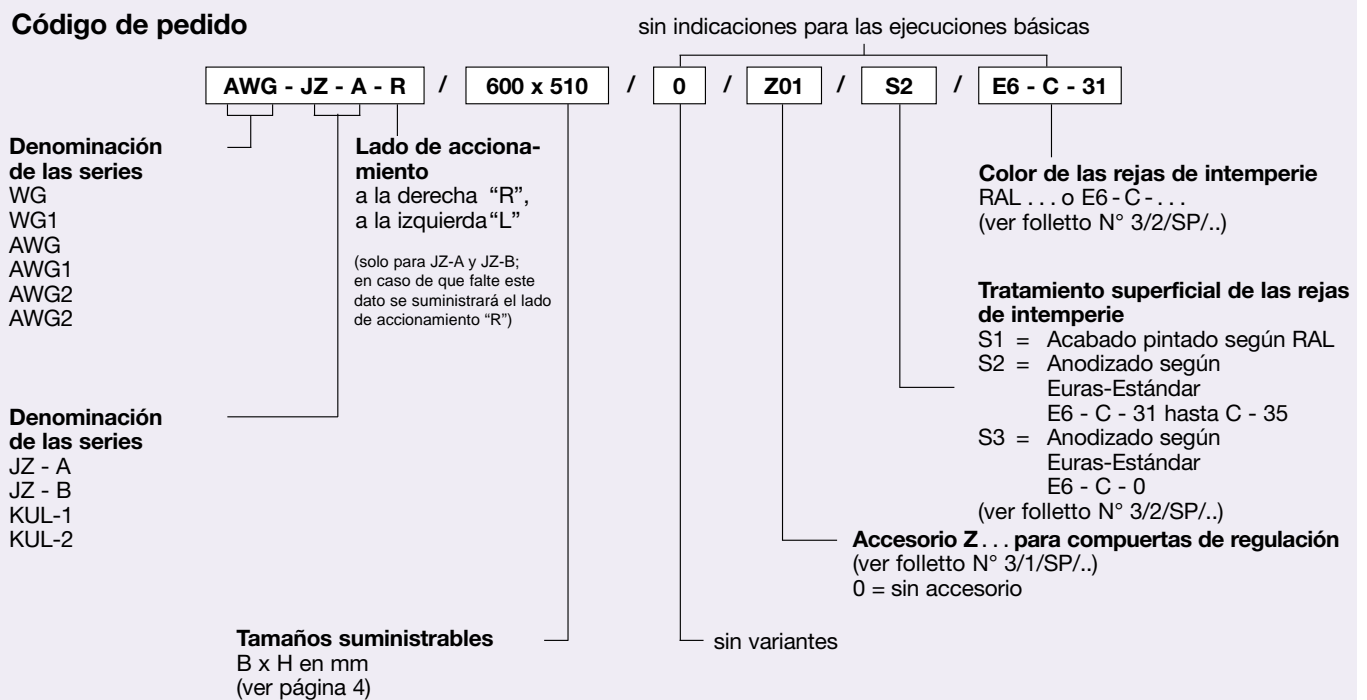 Código de pedido
sin indicaciones para las ejecuciones básicas
AWG - JZ - A - R / 600 x 510 / 0 / Z01 / S2 / E6 - C - 31
Denominación
de las series
WG
WG1
AWG
AWG1
AWG2
AWG2
Lado de acciona-
miento
a la derecha “R”,
a la izquierda “L”
(solo para JZ-A y JZ-B;
en caso de que falte este
dato se suministrará el lado
de accionamiento “R”)
Color de las rejas de intemperie
RAL . . . o E6 - C - . . .
(ver folletto N° 3/2/SP/..)
Tratamiento superficial de las rejas
de intemperie
S1 = Acabado pintado según RAL
S2 = Anodizado según
Euras-Estándar
E6 - C - 31 hasta C - 35
S3 = Anodizado según
Euras-Estándar
E6 - C - 0
(ver folletto N° 3/2/SP/..)
Denominación
de las series
JZ - A
JZ - B
KUL-1
KUL-2
Accesorio Z . . . para compuertas de regulación
(ver folletto N° 3/1/SP/..)
0 = sin accesorio
Tamaños suministrables
B x H en mm
(ver página 4)
sin variantes